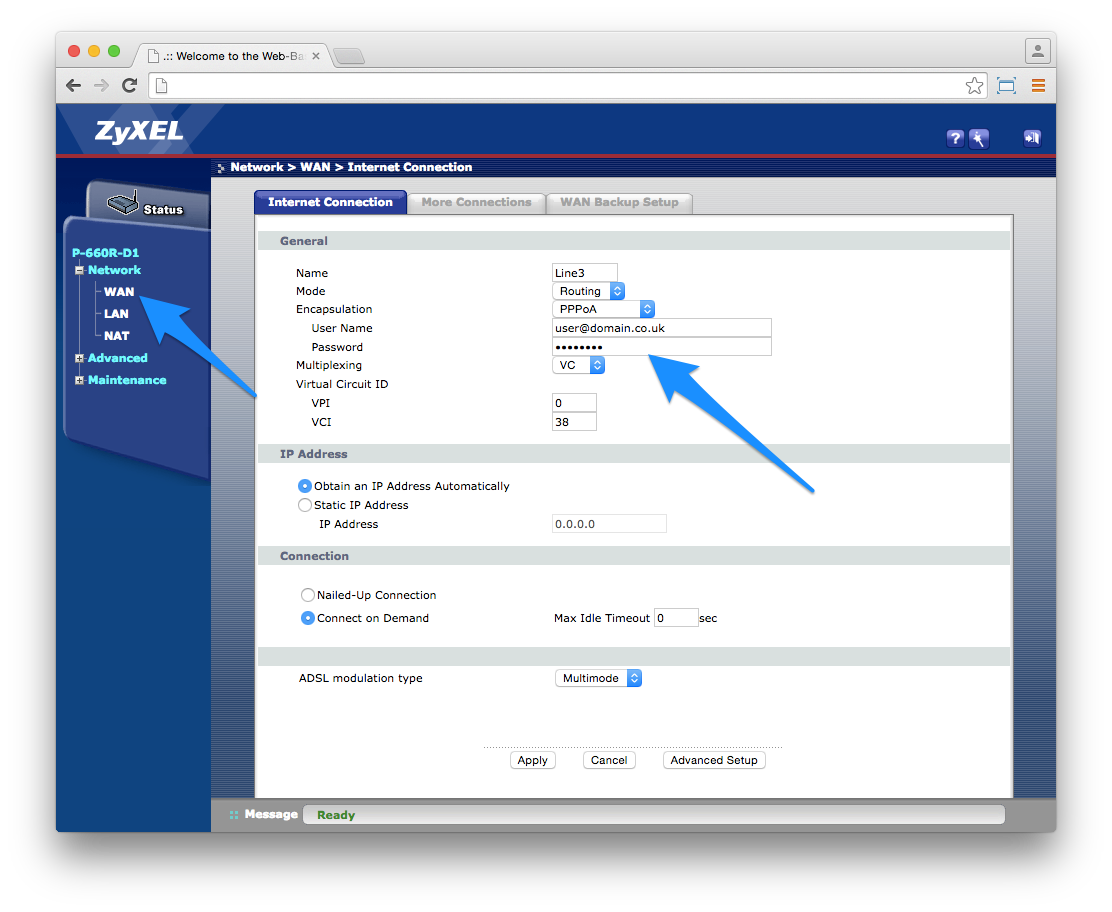 .:: Welcome to the Web-Ba
ZyXEL
?
Network > WAN > Internet Connection
Status
P-660R-D1
Network
WAN
LAN
NAT
Advanced
Maintenance
Internet Connection More Connections WAN Backup Setup
General
Name Line3
Mode Routing
Encapsulation PPPoA
User Name user@domain.co.uk
Password ••••••••
Multiplexing VC
Virtual Circuit ID
VPI 0
VCI 38
IP Address
Obtain an IP Address Automatically
Static IP Address
IP Address 0.0.0.0
Connection
Nailed-Up Connection
Connect on Demand Max Idle Timeout 0 sec
ADSL modulation type Multimode
Apply Cancel Advanced Setup
Message Ready